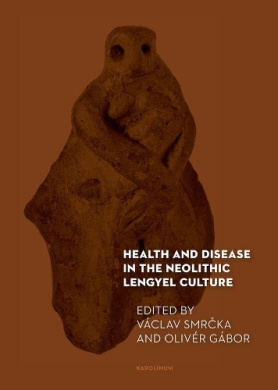 HEALTH AND DISEASE
IN THE NEOLITHIC
LENGYEL CULTURE
EDITED BY
VÁCLAV SMRČKA
AND OLIVÉR GÁBOR
KAROLINUM